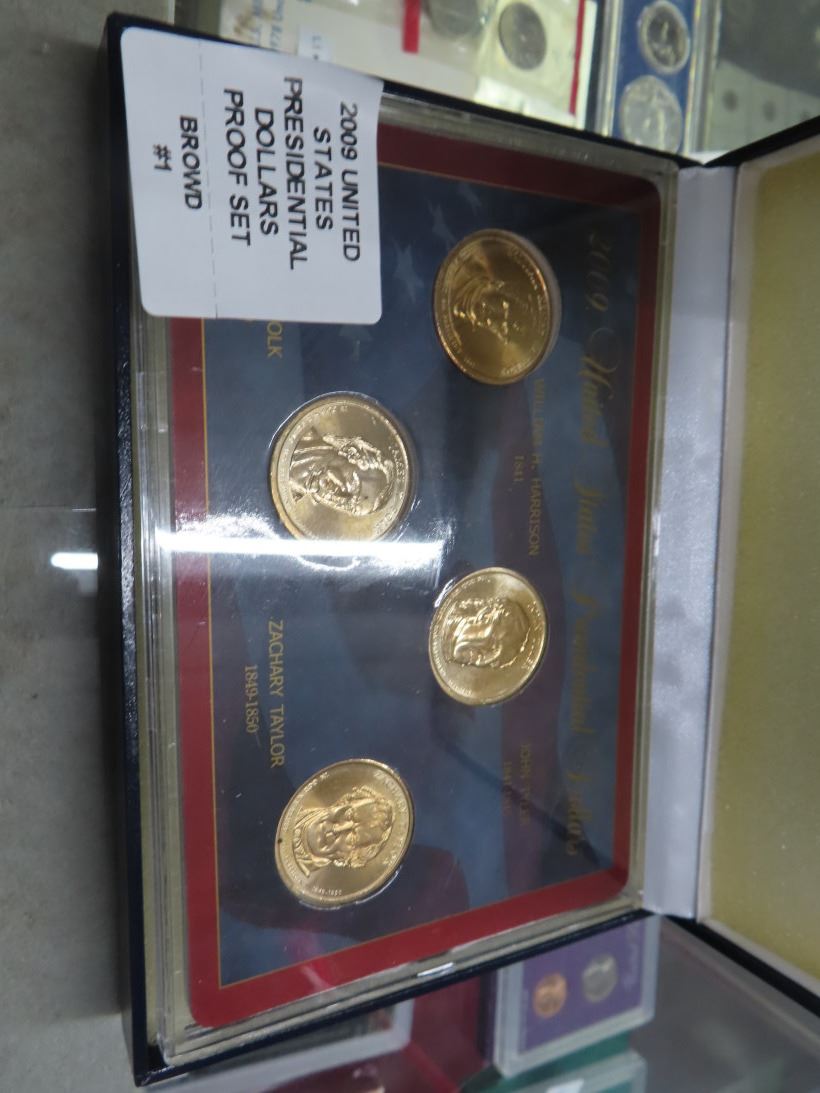 2009 UNITED
STATES
PRESIDENTIAL
DOLLARS
PROOF SET
BROWD
#1
2009 United States Presidential Dollars
WILLIAM H. HARRISON
1841
JOHN TYLER
OLK
ZACHARY TAYLOR
1849-1850